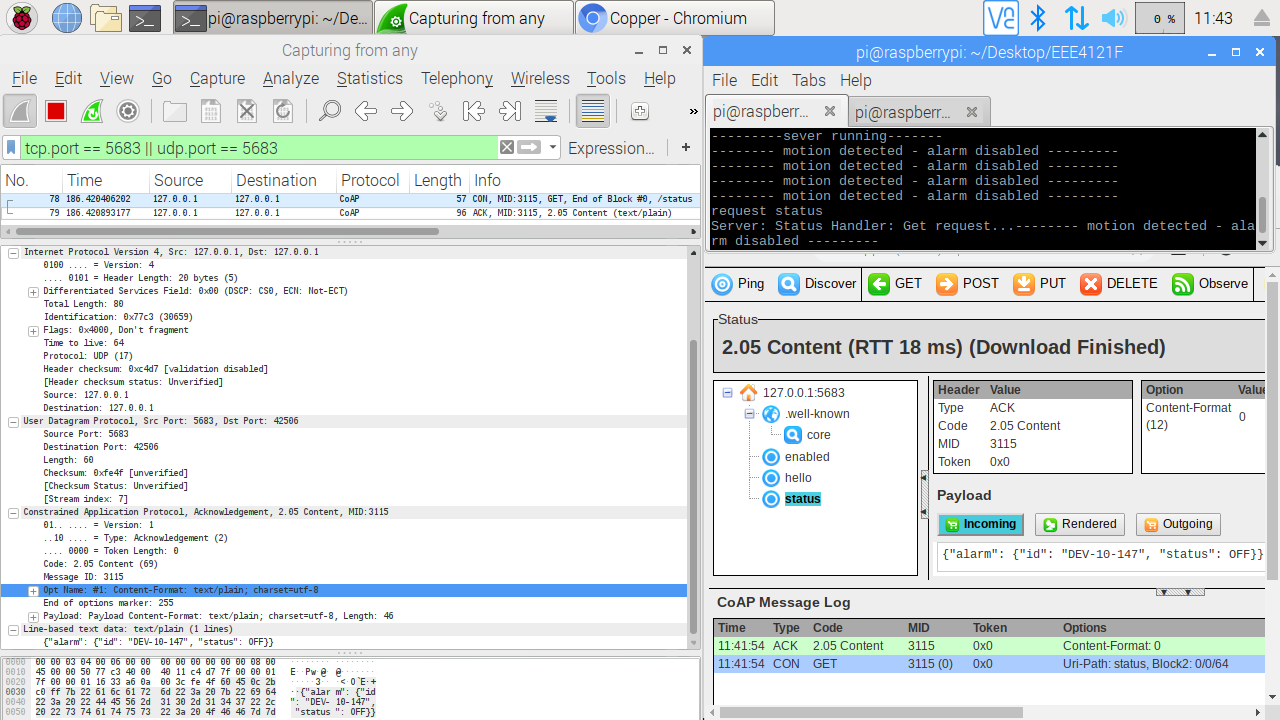 pi@raspberrypi: ~/De...
Capturing from any
Copper - Chromium
0 %
11:43
Capturing from any
File Edit View Go Capture Analyze Statistics Telephony Wireless Tools Help
»
tcp.port == 5683 || udp.port == 5683
Expression...
+
No. Time Source Destination Protocol Length Info
78 186.420406202 127.0.0.1 127.0.0.1 CoAP 57 CON, MID:3115, GET, End of Block #0, /status
79 186.420893177 127.0.0.1 127.0.0.1 CoAP 96 ACK, MID:3115, 2.05 Content (text/plain)
Internet Protocol Version 4, Src: 127.0.0.1, Dst: 127.0.0.1
0100 .... = Version: 4
.... 0101 = Header Length: 20 bytes (5)
Differentiated Services Field: 0x00 (DSCP: CS0, ECN: Not-ECT)
Total Length: 80
Identification: 0x77c3 (30659)
Flags: 0x4000, Don't fragment
Time to live: 64
Protocol: UDP (17)
Header checksum: 0xc4d7 [validation disabled]
[Header checksum status: Unverified]
Source: 127.0.0.1
Destination: 127.0.0.1
User Datagram Protocol, Src Port: 5683, Dst Port: 42506
Source Port: 5683
Destination Port: 42506
Length: 60
Checksum: 0xfe4f [unverified]
[Checksum Status: Unverified]
[Stream index: 7]
Constrained Application Protocol, Acknowledgement, 2.05 Content, MID:3115
01.. .... = Version: 1
..10 .... = Type: Acknowledgement (2)
.... 0000 = Token Length: 0
Code: 2.05 Content (69)
Message ID: 3115
Opt Name: #1: Content-Format: text/plain; charset=utf-8
End of options marker: 255
Payload: Payload Content-Format: text/plain; charset=utf-8, Length: 46
Line-based text data: text/plain (1 lines)
{"alarm": {"id": "DEV-10-147", "status": OFF}}
0000 00 00 03 04 00 06 00 00 00 00 00 00 00 00 08 00
0010 45 00 00 50 77 c3 40 00 40 11 c4 d7 7f 00 00 01
0020 7f 00 00 01 16 33 a6 0a 00 3c fe 4f 60 45 0c 2b
0030 c0 ff 7b 22 61 6c 61 72 6d 22 3a 20 7b 22 69 64
0040 22 3a 20 22 44 45 56 2d 31 30 2d 31 34 37 22 2c
0050 20 22 73 74 61 74 75 73 22 3a 20 4f 46 46 7d 7d
pi@raspberrypi: ~/Desktop/EEE4121F
File Edit Tabs Help
pi@raspberr...
pi@raspberr...
---------sever running-------
-------- motion detected - alarm disabled ---------
-------- motion detected - alarm disabled ---------
-------- motion detected - alarm disabled ---------
-------- motion detected - alarm disabled ---------
request status
Server: Status Handler: Get request...-------- motion detected - ala
rm disabled ---------
Ping Discover GET POST PUT DELETE Observe
Status
2.05 Content (RTT 18 ms) (Download Finished)
127.0.0.1:5683
.well-known
core
enabled
hello
status
Header Value
Type ACK
Code 2.05 Content
MID 3115
Token 0x0
Option Value
Content-Format
(12)
0
Payload
Incoming Rendered Outgoing
{"alarm": {"id": "DEV-10-147", "status": OFF}}
CoAP Message Log
Time Type Code MID Token Options
11:41:54 ACK 2.05 Content 3115 0x0 Content-Format: 0
11:41:54 CON GET 3115 (0) 0x0 Uri-Path: status, Block2: 0/0/64